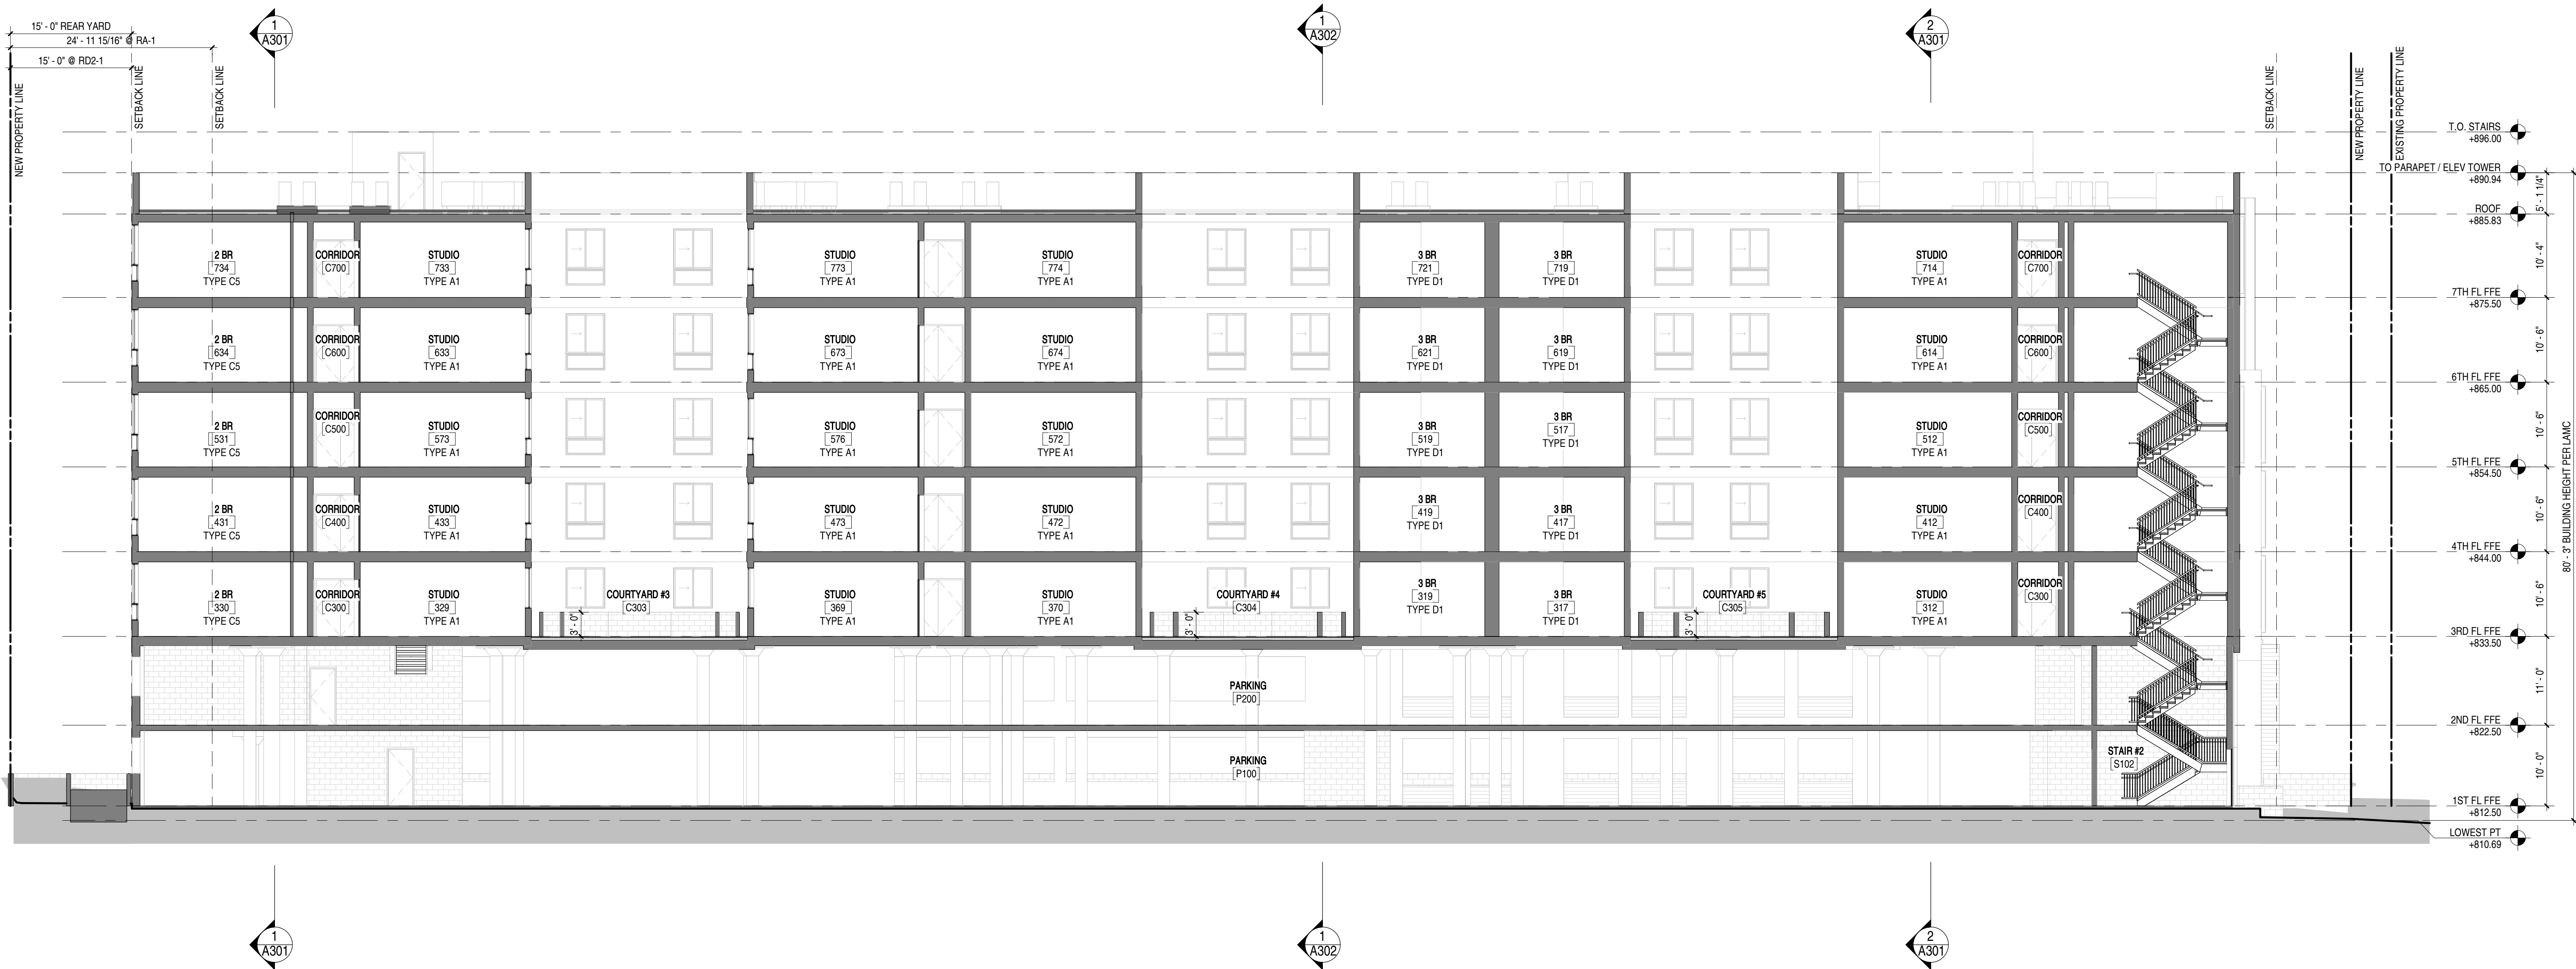 15' - 0" REAR YARD
24' - 11 15/16" @ RA-1
15' - 0" @ RD2-1
NEW PROPERTY LINE
SETBACK LINE
SETBACK LINE
1
A301
1
A302
2
A301
SETBACK LINE
NEW PROPERTY LINE
EXISTING PROPERTY LINE
T.O. STAIRS
+896.00
TO PARAPET / ELEV TOWER
+890.94
5' - 1 1/4"
ROOF
+885.83
10' - 4"
7TH FL FFE
+875.50
10' - 6"
6TH FL FFE
+865.00
10' - 6"
5TH FL FFE
+854.50
10' - 6"
4TH FL FFE
+844.00
10' - 6"
3RD FL FFE
+833.50
11' - 0"
2ND FL FFE
+822.50
10' - 0"
1ST FL FFE
+812.50
LOWEST PT
+810.69
80' - 3" BUILDING HEIGHT PER LAMC
2 BR
734
TYPE C5
CORRIDOR
C700
STUDIO
733
TYPE A1
STUDIO
773
TYPE A1
STUDIO
774
TYPE A1
3 BR
721
TYPE D1
3 BR
719
TYPE D1
STUDIO
714
TYPE A1
CORRIDOR
C700
2 BR
634
TYPE C5
CORRIDOR
C600
STUDIO
633
TYPE A1
STUDIO
673
TYPE A1
STUDIO
674
TYPE A1
3 BR
621
TYPE D1
3 BR
619
TYPE D1
STUDIO
614
TYPE A1
CORRIDOR
C600
2 BR
531
TYPE C5
CORRIDOR
C500
STUDIO
573
TYPE A1
STUDIO
576
TYPE A1
STUDIO
572
TYPE A1
3 BR
519
TYPE D1
3 BR
517
TYPE D1
STUDIO
512
TYPE A1
CORRIDOR
C500
2 BR
431
TYPE C5
CORRIDOR
C400
STUDIO
433
TYPE A1
STUDIO
473
TYPE A1
STUDIO
472
TYPE A1
3 BR
419
TYPE D1
3 BR
417
TYPE D1
STUDIO
412
TYPE A1
CORRIDOR
C400
2 BR
330
TYPE C5
CORRIDOR
C300
STUDIO
329
TYPE A1
COURTYARD #3
C303
3' - 0"
STUDIO
369
TYPE A1
STUDIO
370
TYPE A1
COURTYARD #4
C304
3' - 0"
3 BR
319
TYPE D1
3 BR
317
TYPE D1
COURTYARD #5
C305
3' - 0"
STUDIO
312
TYPE A1
CORRIDOR
C300
PARKING
P200
PARKING
P100
STAIR #2
S102
1
A301
1
A302
2
A301